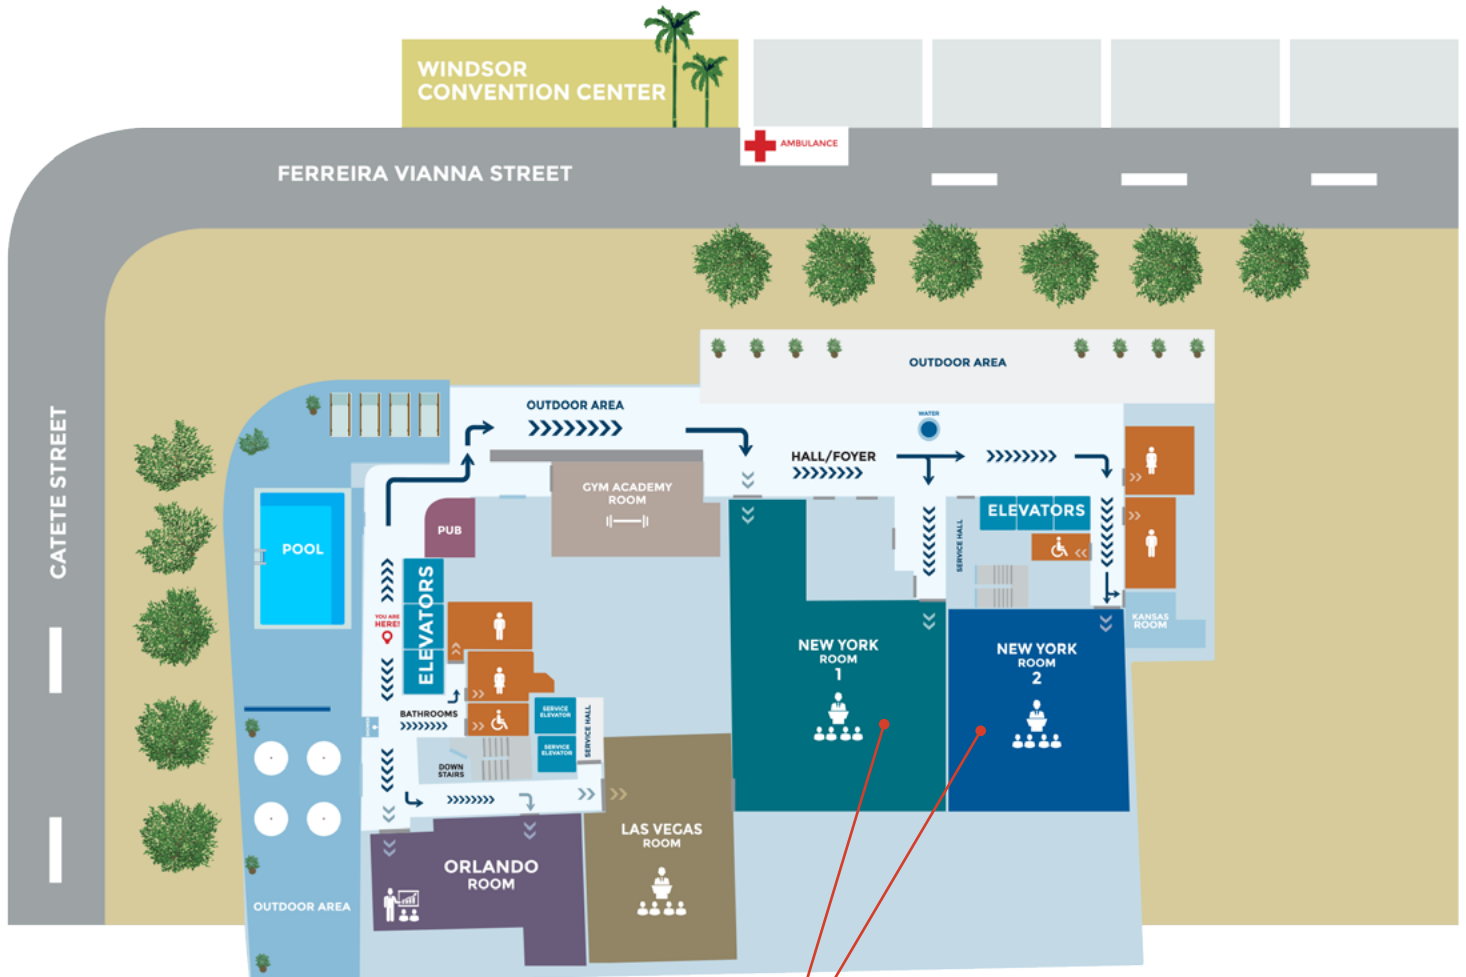 WINDSOR
CONVENTION CENTER
AMBULANCE
FERREIRA VIANNA STREET
CATETE STREET
OUTDOOR AREA
OUTDOOR AREA
WATER
HALL/FOYER
GYM ACADEMY
ROOM
PUB
POOL
ELEVATORS
SERVICE HALL
ELEVATORS
YOU ARE
HERE!
KANSAS
ROOM
NEW YORK
ROOM
1
NEW YORK
ROOM
2
BATHROOMS
SERVICE
ELEVATOR
SERVICE
ELEVATOR
SERVICE HALL
DOWN
STAIRS
LAS VEGAS
ROOM
ORLANDO
ROOM
OUTDOOR AREA